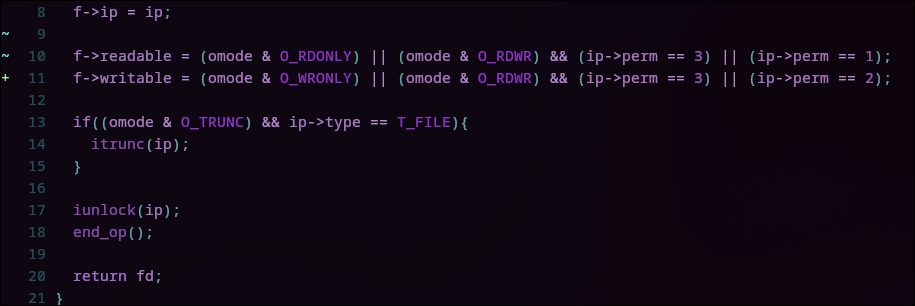 8 f->ip = ip;
~ 9
~ 10 f->readable = (omode & O_RDONLY) || (omode & O_RDWR) && (ip->perm == 3) || (ip->perm == 1);
+ 11 f->writable = (omode & O_WRONLY) || (omode & O_RDWR) && (ip->perm == 3) || (ip->perm == 2);
12
13 if((omode & O_TRUNC) && ip->type == T_FILE){
14 itrunc(ip);
15 }
16
17 iunlock(ip);
18 end_op();
19
20 return fd;
21 }